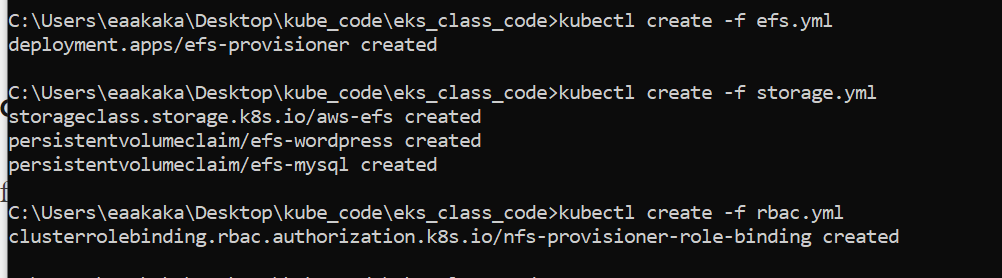 C:\Users\eaakaka\Desktop\kube_code\eks_class_code>kubectl create -f efs.yml
deployment.apps/efs-provisioner created
C:\Users\eaakaka\Desktop\kube_code\eks_class_code>kubectl create -f storage.yml
storageclass.storage.k8s.io/aws-efs created
persistentvolumeclaim/efs-wordpress created
persistentvolumeclaim/efs-mysql created
C:\Users\eaakaka\Desktop\kube_code\eks_class_code>kubectl create -f rbac.yml
clusterrolebinding.rbac.authorization.k8s.io/nfs-provisioner-role-binding created